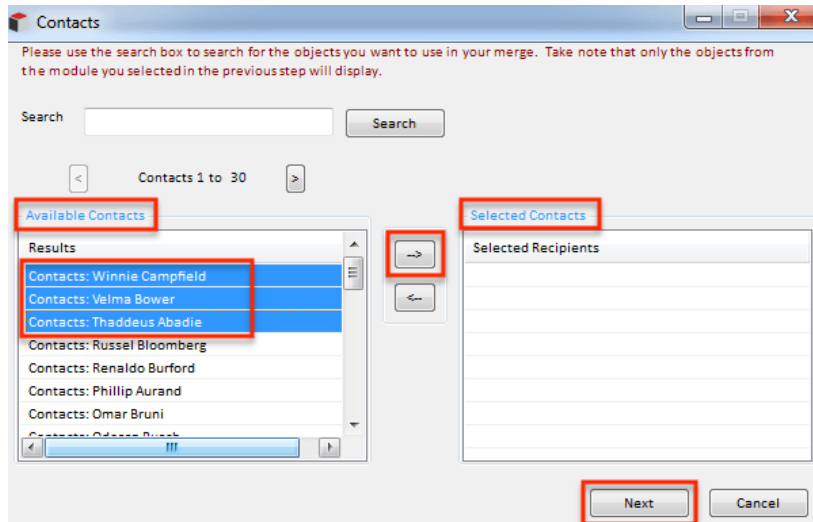 Contacts
Please use the search box to search for the objects you want to use in your merge. Take note that only the objects from
the module you selected in the previous step will display.
Search
Search
<
Contacts 1 to 30
>
Available Contacts
Selected Contacts
Results
Contacts: Winnie Campfield
Contacts: Velma Bower
Contacts: Thaddeus Abadie
Contacts: Russel Bloomberg
Contacts: Renaldo Burford
Contacts: Phillip Aurand
Contacts: Omar Bruni
-->
<--
Selected Recipients
Next
Cancel